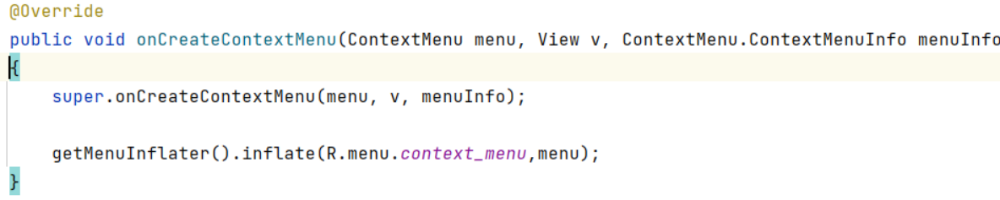 @Override
public void onCreateContextMenu(ContextMenu menu, View v, ContextMenu.ContextMenuInfo menuInfo
{
    super.onCreateContextMenu(menu, v, menuInfo);
    getMenuInflater().inflate(R.menu.context_menu,menu);
}